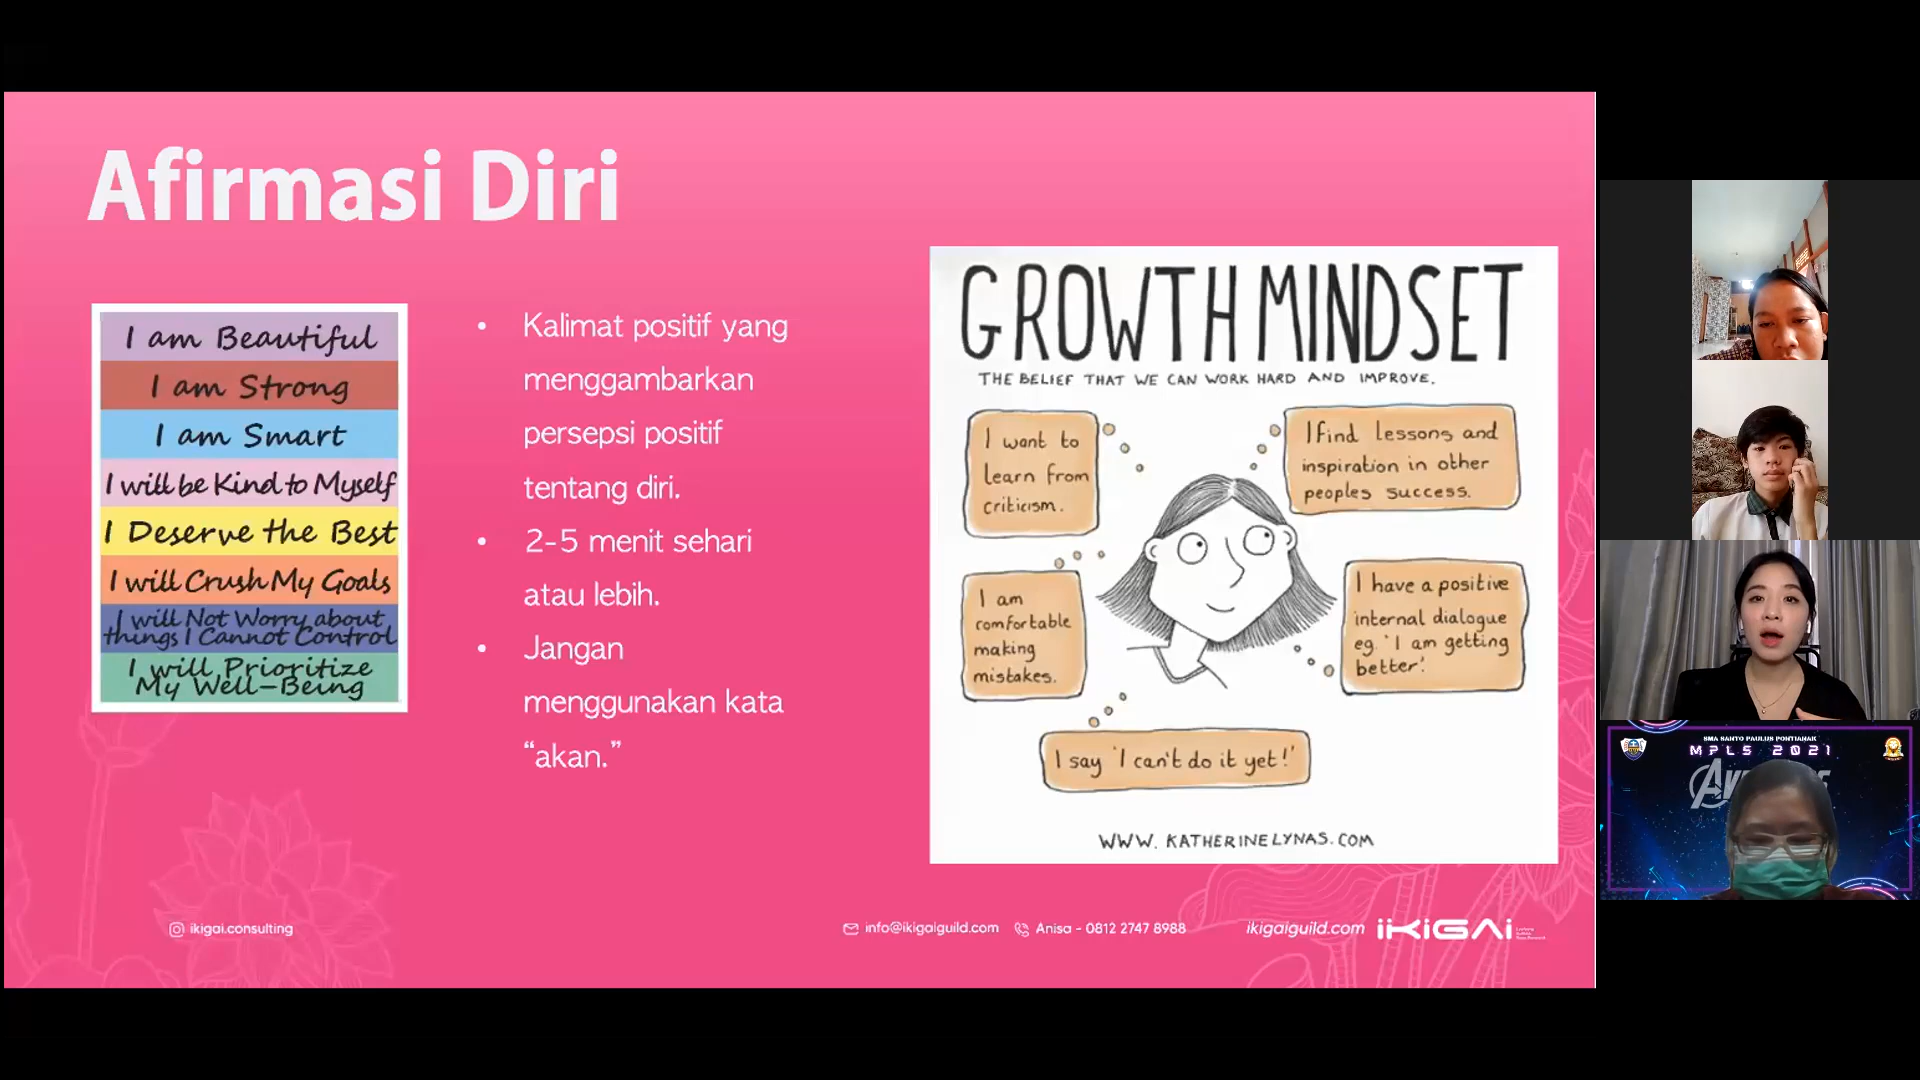 Afirmasi Diri
I am Beautiful
I am Strong
I am Smart
I will be Kind to Myself
I Deserve the Best
I will Crush My Goals
I will Not Worry about
things I Cannot Control
I will Prioritize
My Well-Being
• Kalimat positif yang
menggambarkan
persepsi positif
tentang diri.
• 2-5 menit sehari
atau lebih.
• Jangan
menggunakan kata
“akan.”
GROWTH MINDSET
THE BELIEF THAT WE CAN WORK HARD AND IMPROVE.
I want to
learn from
criticism.
I find lessons and
inspiration in other
peoples success.
I am
comfortable
making
mistakes.
I have a positive
internal dialogue
eg. 'I am getting
better'.
I say 'I can't do it yet!'
WWW. KATHERINELYNAS.COM
ikigai.consulting
info@ikigaiguild.com
Anisa - 0812 2747 8988
ikigaiguild.com
iKiGAi
SMA SANTO PAULUS PONTIANAK
MPLS 2021